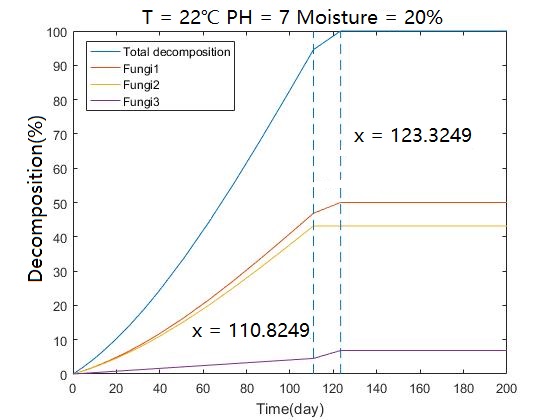 T = 22℃ PH = 7 Moisture = 20%
100
90
80
70
60
50
40
30
20
10
0
Decomposition(%)
Total decomposition
Fungi1
Fungi2
Fungi3
x = 123.3249
x = 110.8249
0 20 40 60 80 100 120 140 160 180 200
Time(day)